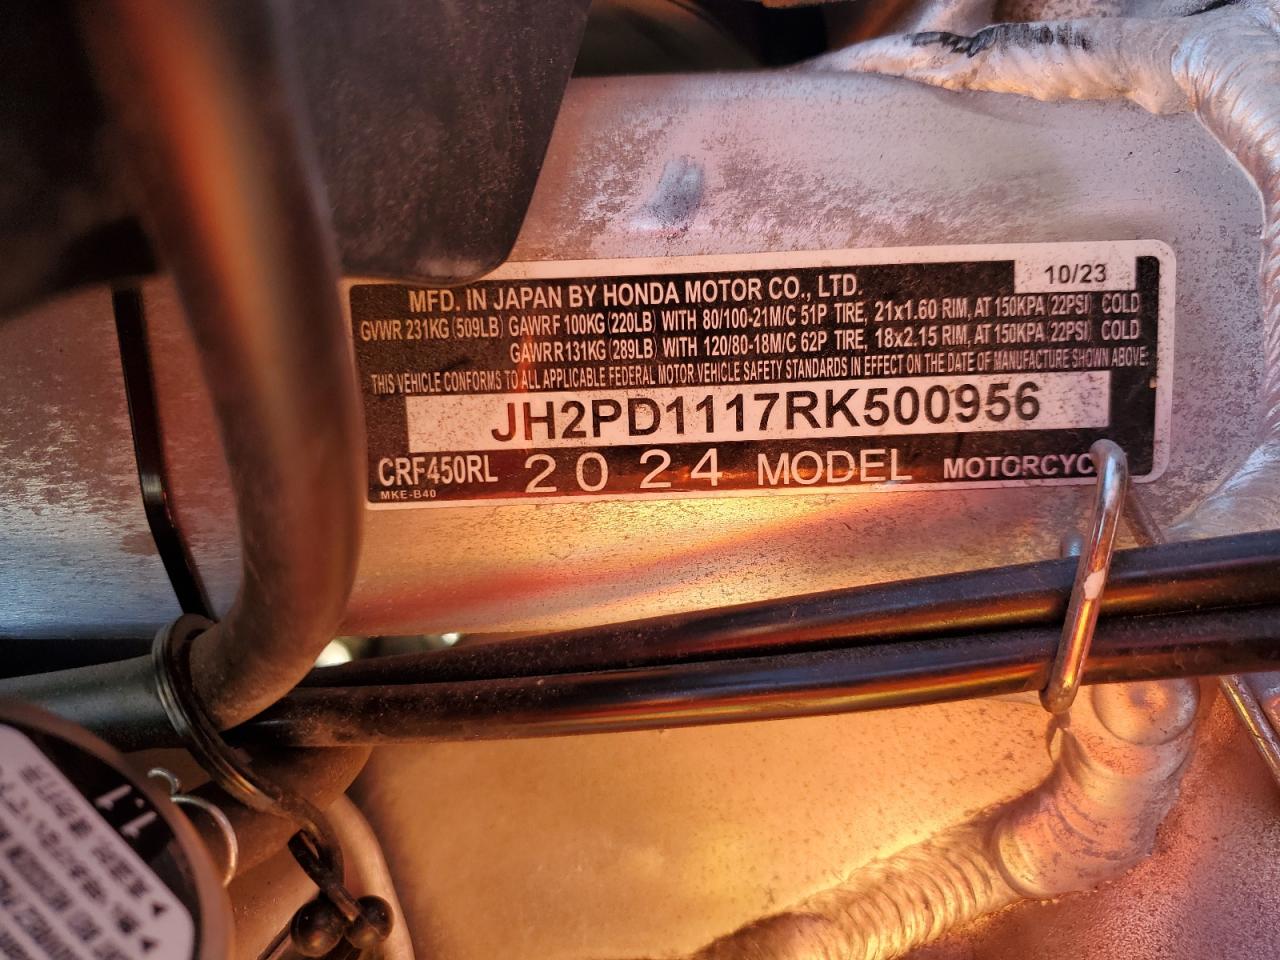 10/23
MFD. IN JAPAN BY HONDA MOTOR CO., LTD.
GVWR 231KG (509LB) GAWRF 100KG (220LB) WITH 80/100-21M/C 51P TIRE, 21x1.60 RIM, AT 150KPA (22PSI) COLD
GAWRR 131KG (289LB) WITH 120/80-18M/C 62P TIRE, 18x2.15 RIM, AT 150KPA (22PSI) COLD
THIS VEHICLE CONFORMS TO ALL APPLICABLE FEDERAL MOTOR VEHICLE SAFETY STANDARDS IN EFFECT ON THE DATE OF MANUFACTURE SHOWN ABOVE.
JH2PD1117RK500956
CRF450RL 2024 MODEL MOTORCYC
MKE-B40
1.1